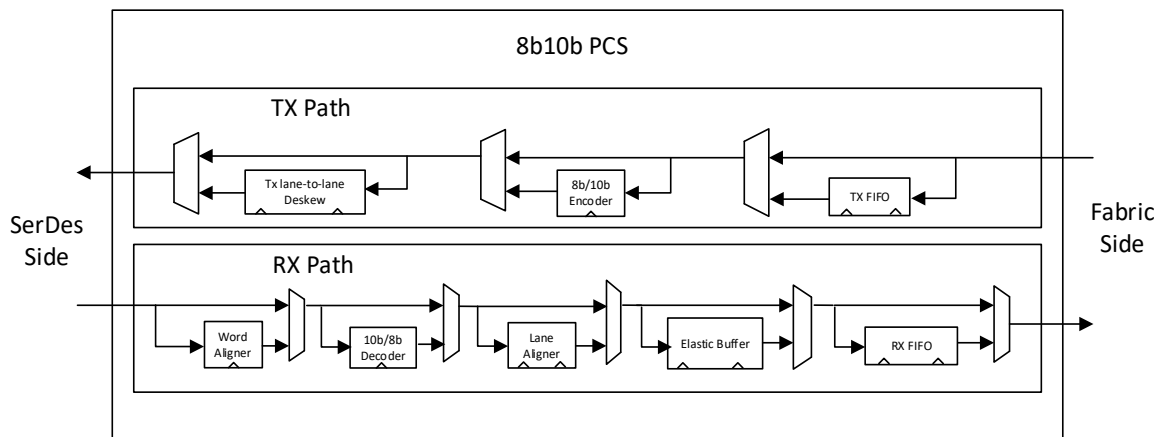 8b10b PCS
TX Path
Tx lane-to-lane
Deskew
8b/10b
Encoder
TX FIFO
SerDes
Side
Fabric
Side
RX Path
Word
Aligner
10b/8b
Decoder
Lane
Aligner
Elastic Buffer
RX FIFO